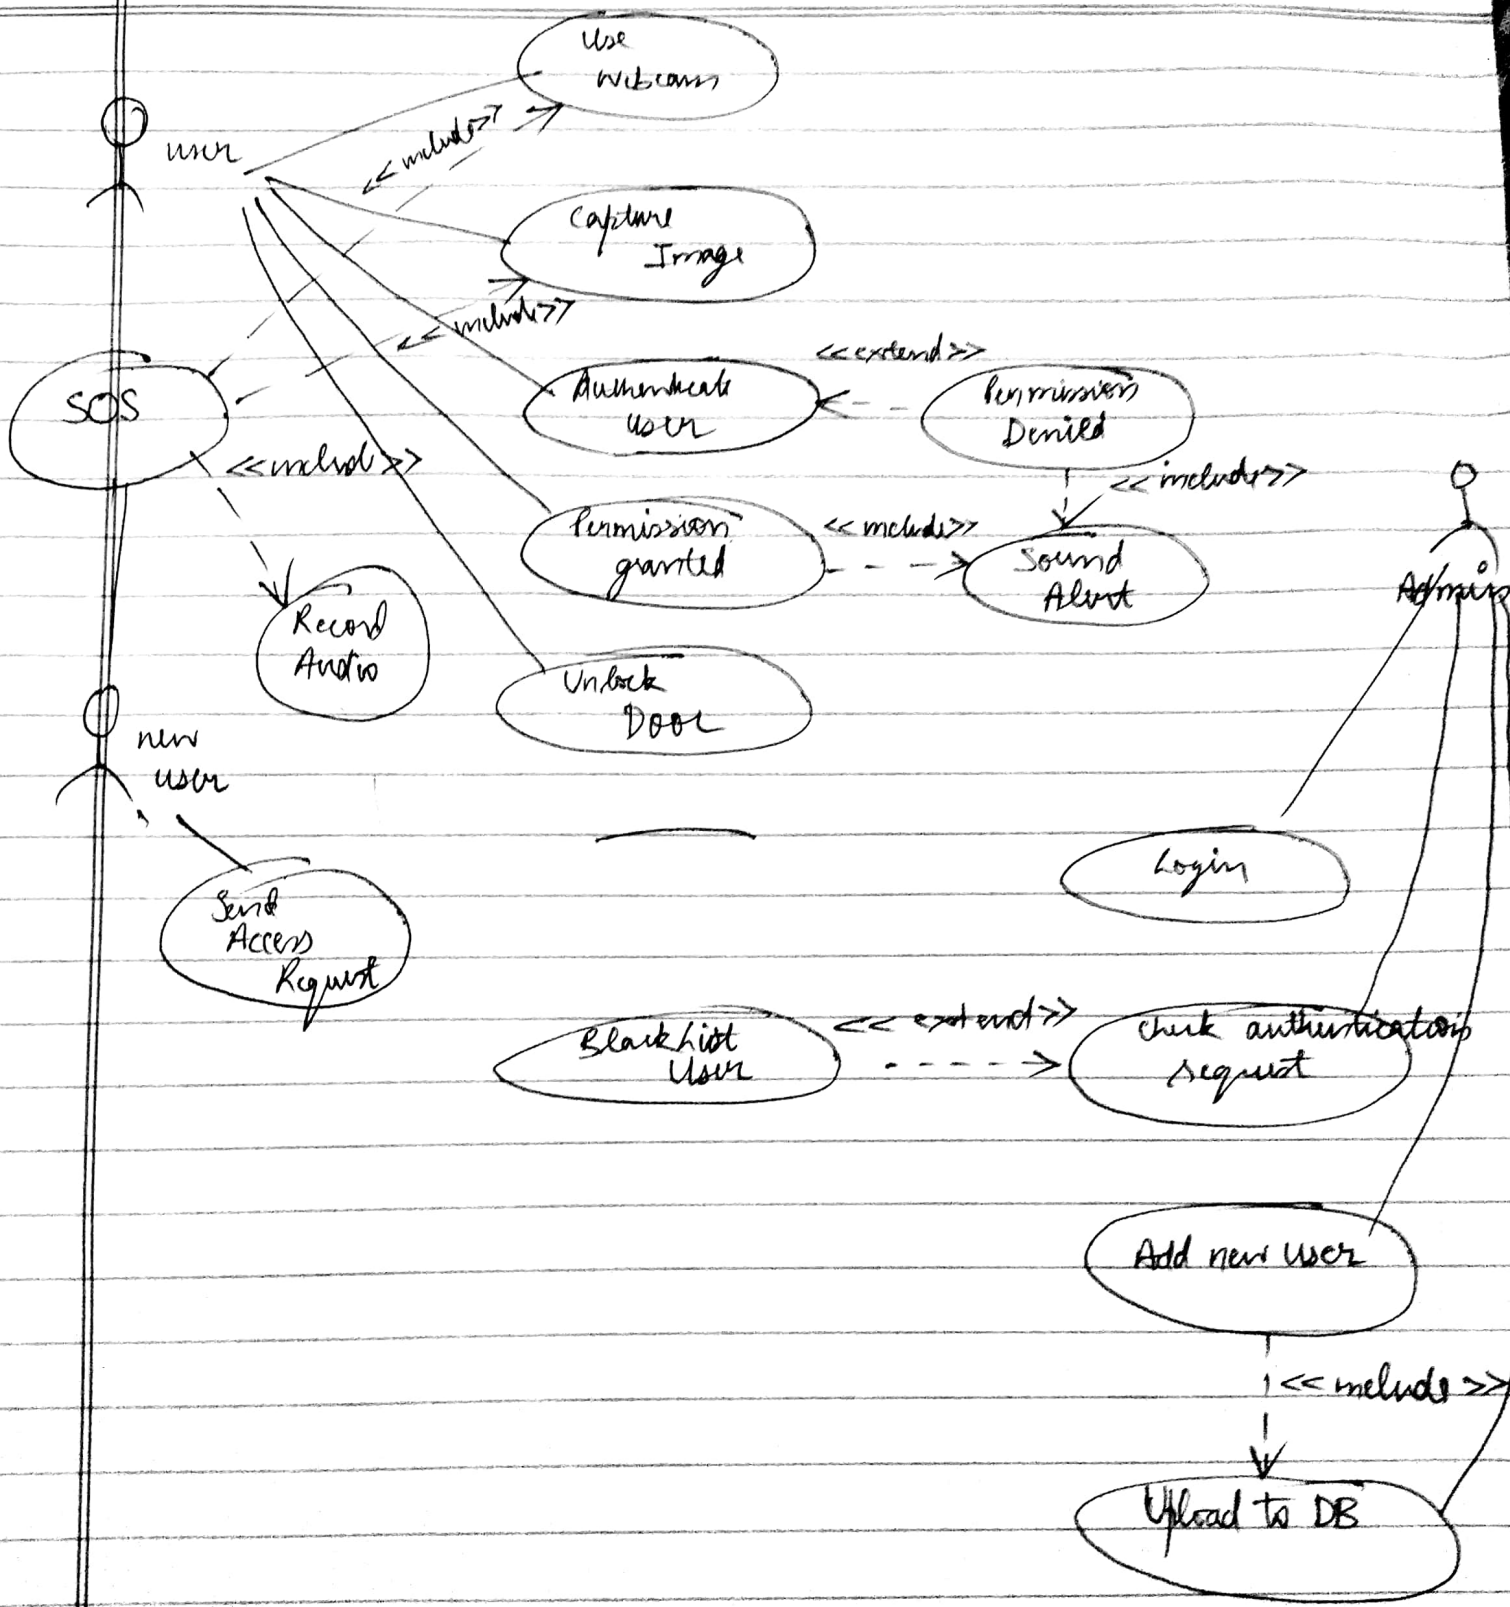 Use
Webcam
user
<<include>>
Capture
Image
<<include>>
SOS
<<extend>>
Authenticate
User
Permission
Denied
<<include>>
<<include>>
Permission
granted
<<include>>
Sound
Alert
Admin
Record
Audio
Unlock
Door
new
user
Login
Send
Access
Request
BlackList
User
<<extend>>
check authentication
request
Add new User
<<include>>
Upload to DB